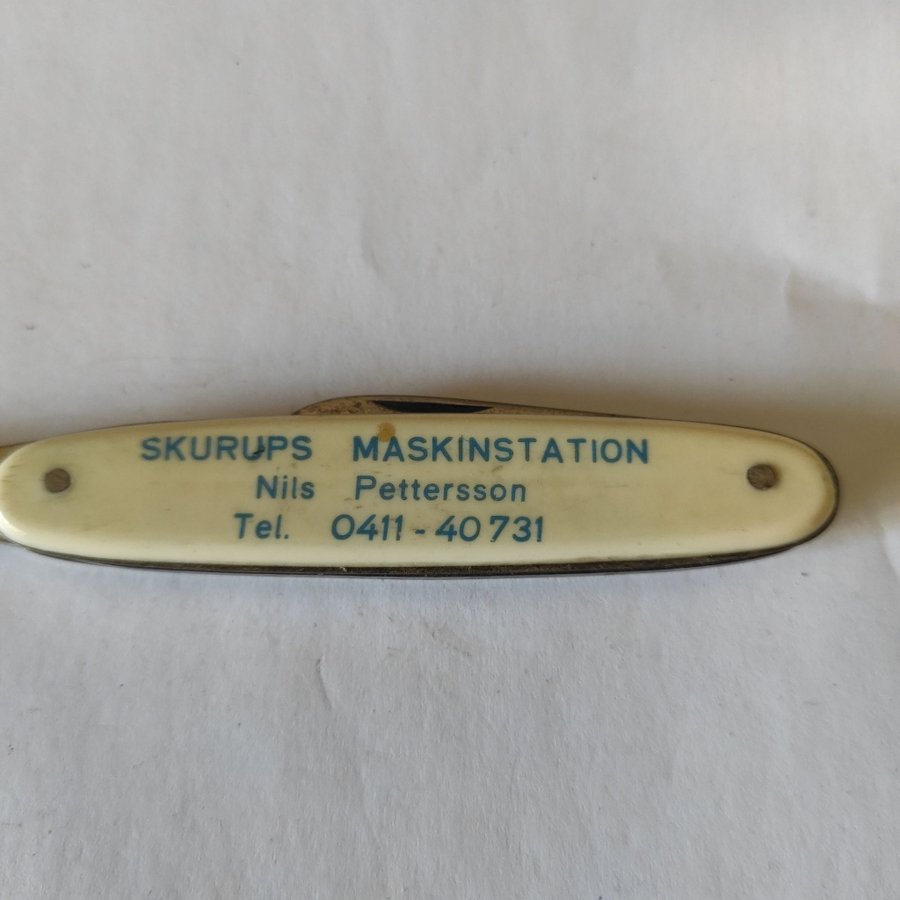 SKURUPS MASKINSTATION
Nils Pettersson
Tel. 0411-40731